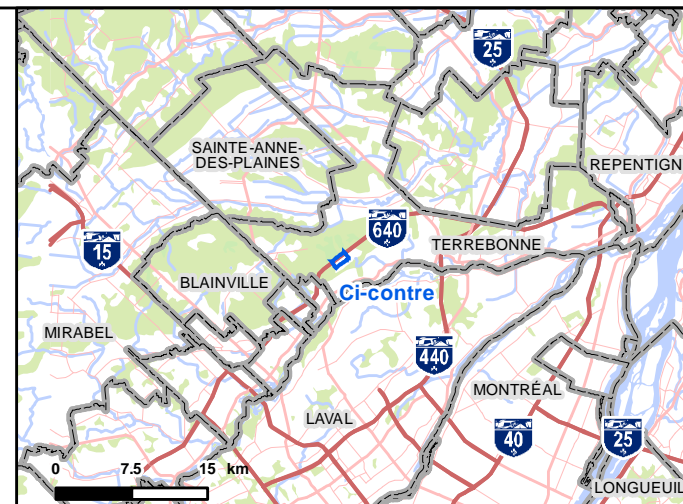 25
SAINTE-ANNE-
DES-PLAINES
REPENTIGN
640
TERREBONNE
15
BLAINVILLE
Ci-contre
MIRABEL
440
MONTRÉAL
LAVAL
40
25
0 7.5 15 km
LONGUEUIL